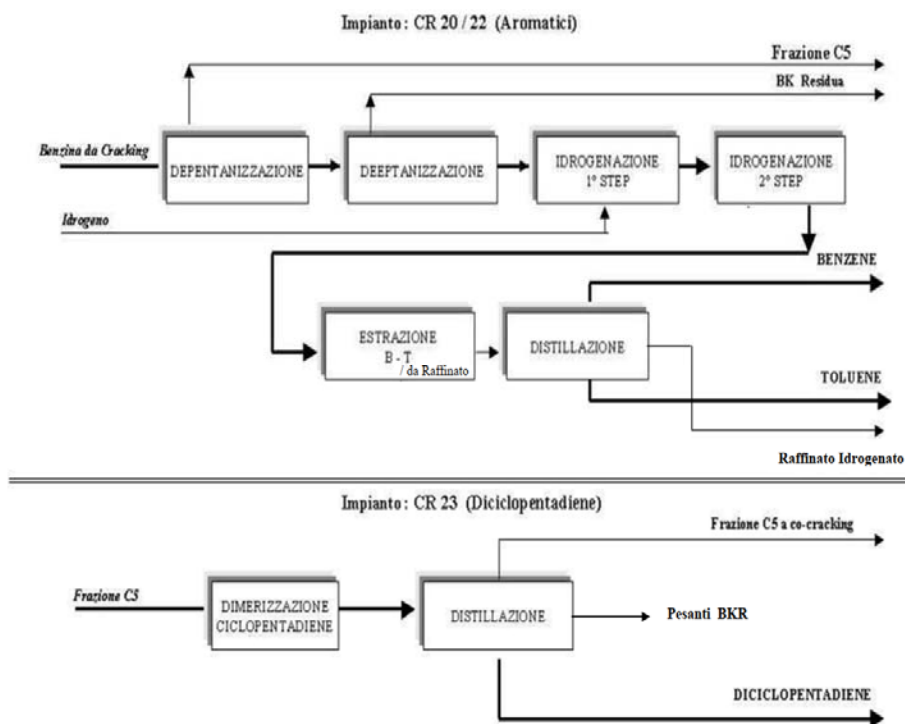 Impianto : CR 20 / 22 (Aromatici)
Frazione C5
BK Residua
Benzina da Cracking
DEPENTANIZZAZIONE
DEEPTANIZZAZIONE
IDROGENAZIONE
1º STEP
IDROGENAZIONE
2º STEP
Idrogeno
BENZENE
ESTRAZIONE
B - T
/ da Raffinato
DISTILLAZIONE
TOLUENE
Raffinato Idrogenato
Impianto : CR 23 (Diciclopentadiene)
Frazione C5 a co-cracking
Frazione C5
DIMERIZZAZIONE
CICLOPENTADIENE
DISTILLAZIONE
Pesanti BKR
DICICLOPENTADIENE